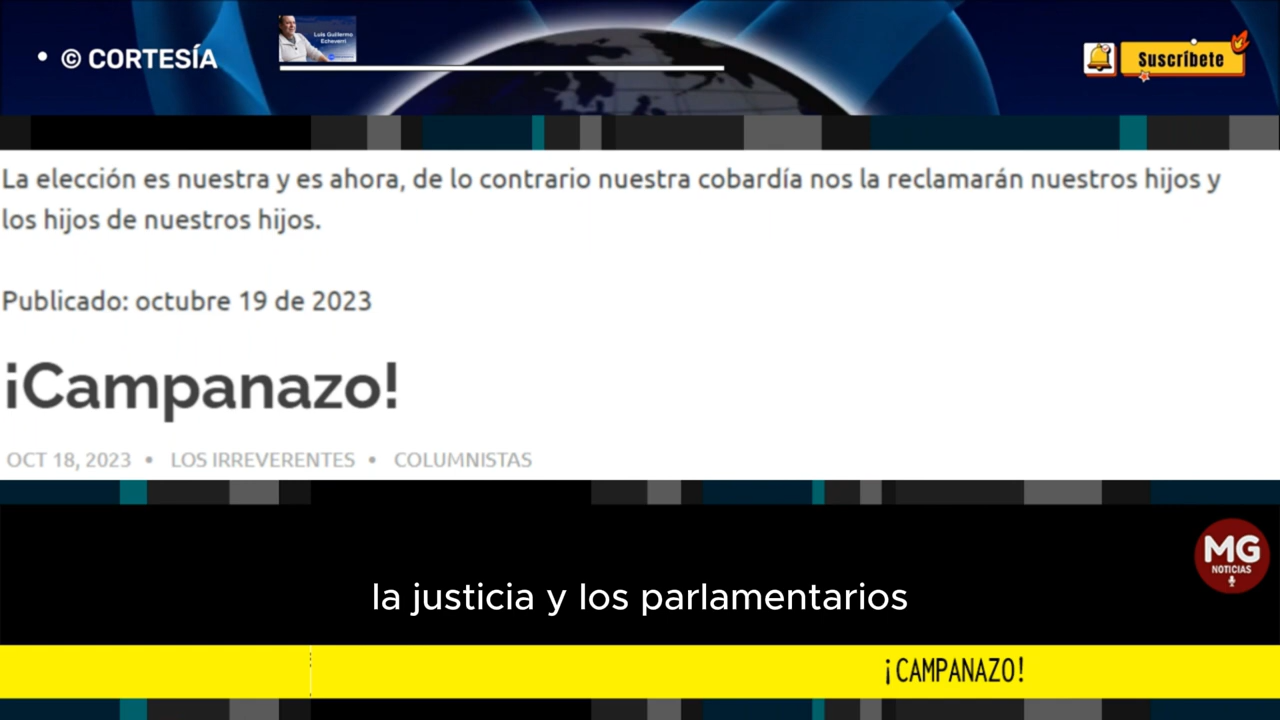 • © CORTESÍA
Luis Guillermo
Echeverri
Suscríbete
La elección es nuestra y es ahora, de lo contrario nuestra cobardía nos la reclamarán nuestros hijos y
los hijos de nuestros hijos.
Publicado: octubre 19 de 2023
¡Campanazo!
OCT 18, 2023 • LOS IRREVERENTES • COLUMNISTAS
MG
NOTICIAS
la justicia y los parlamentarios
¡CAMPANAZO!